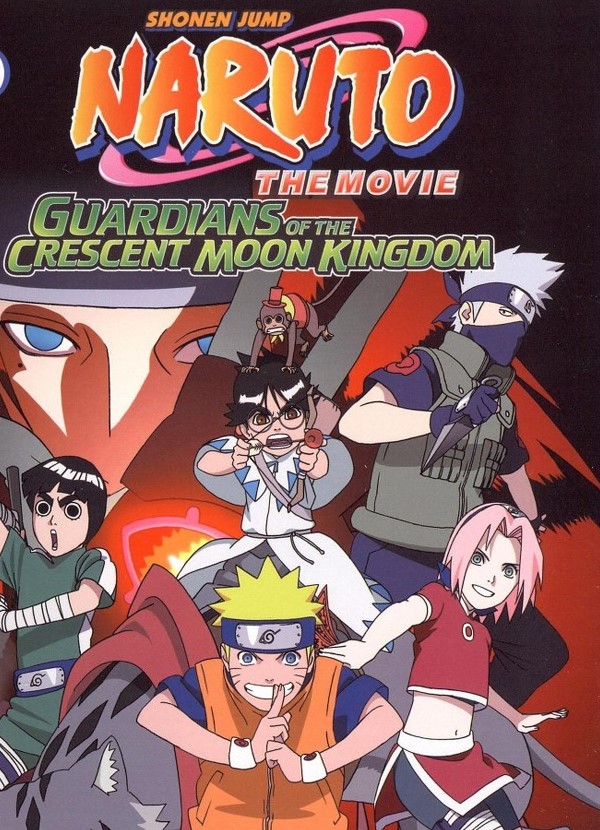 SHONEN JUMP
NARUTO
THE MOVIE
GUARDIANS OF THE
CRESCENT MOON KINGDOM